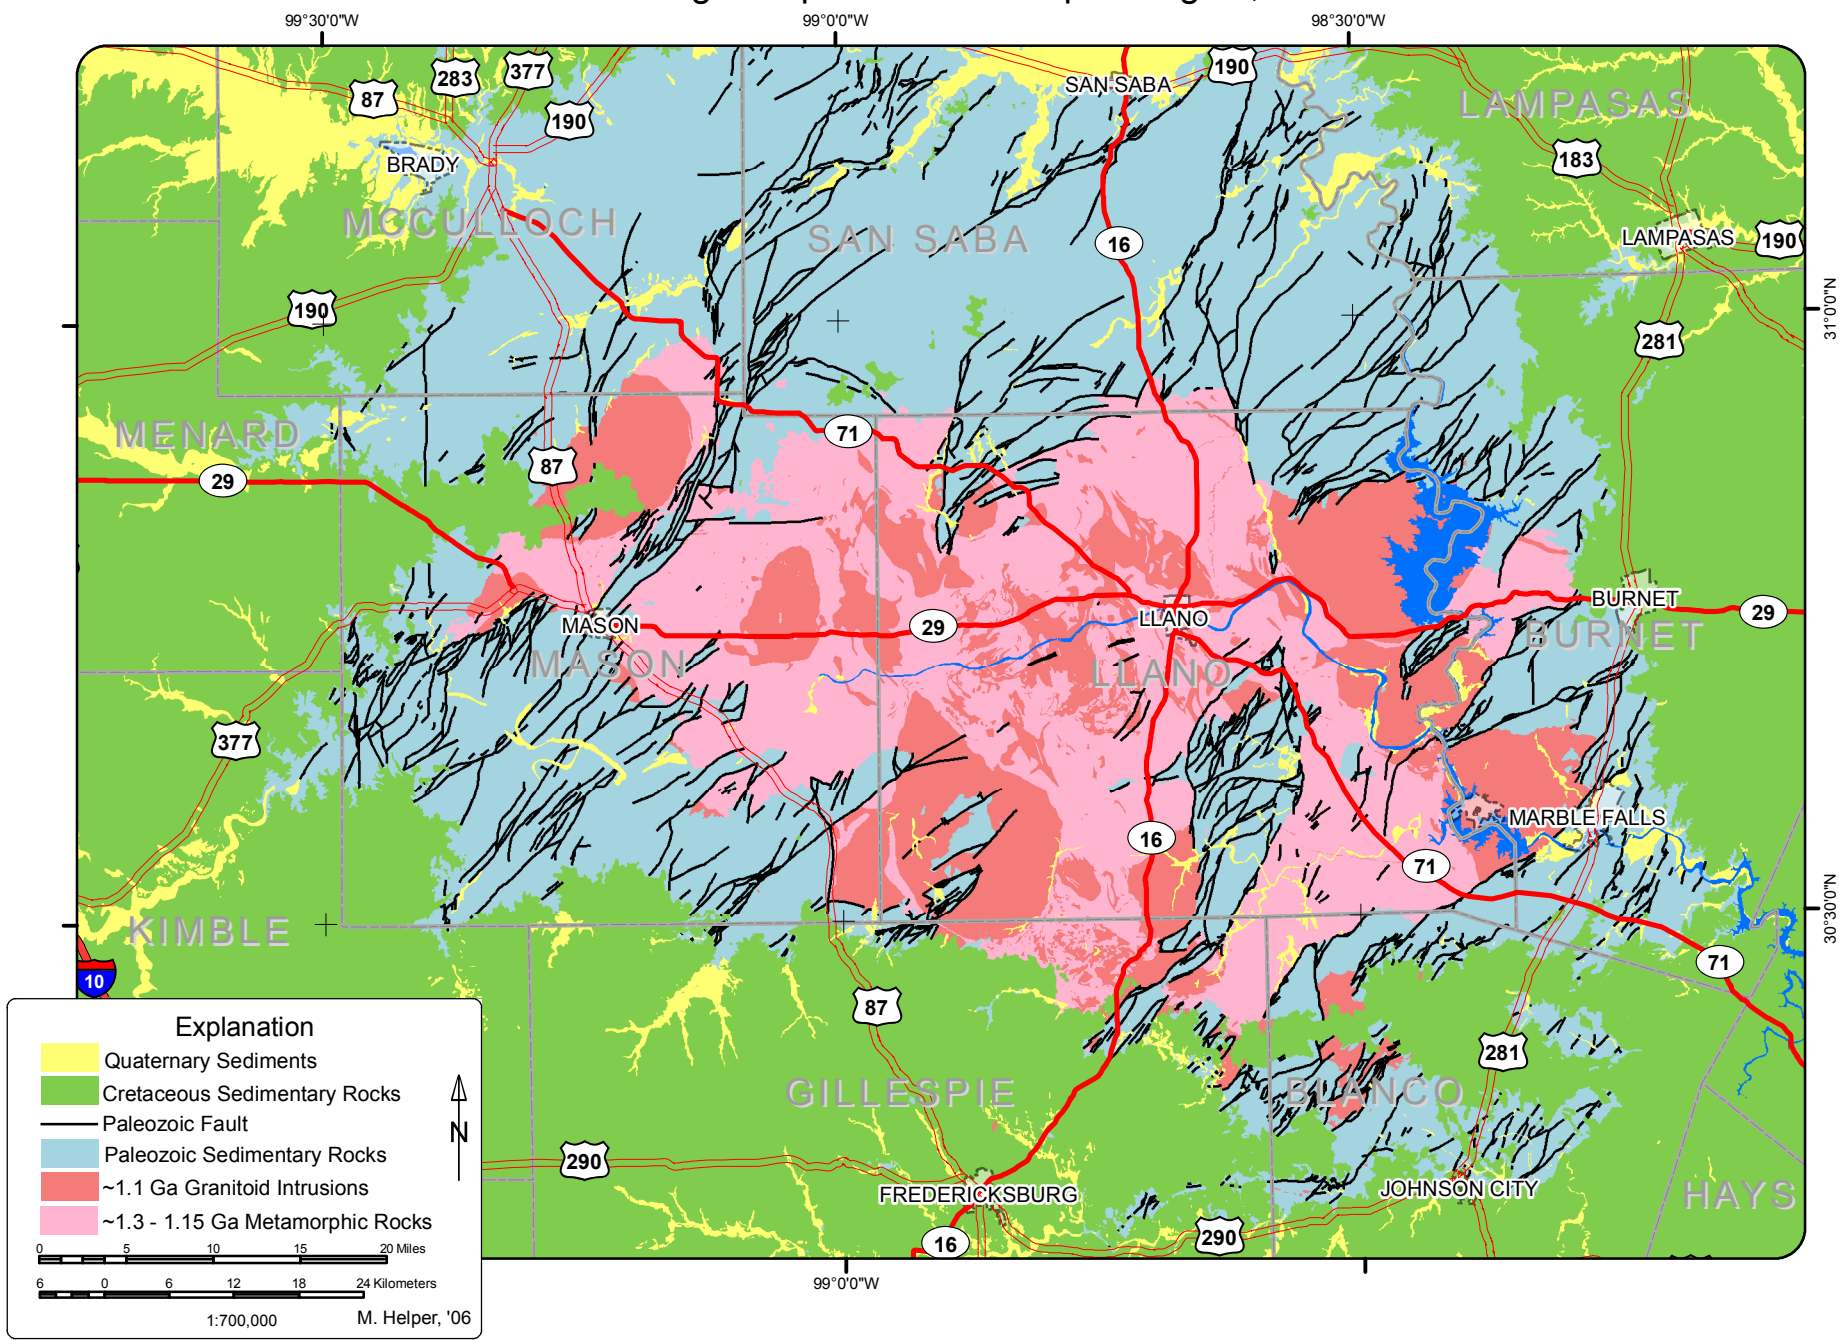 99°30'0"W
99°0'0"W
98°30'0"W
87
283
377
190
SAN SABA
190
LAMPASAS
BRADY
190
183
MCCULLOCH
SAN SABA
16
LAMPASAS
190
190
281
31°0'0"N
MENARD
71
29
87
BURNET
MASON
29
LLANO
29
MASON
LLANO
BURNET
377
16
MARBLE FALLS
71
30°30'0"N
KIMBLE
10
71
87
281
GILLESPIE
BLANCO
290
FREDERICKSBURG
JOHNSON CITY
HAYS
16
290
99°0'0"W
Explanation
Quaternary Sediments
Cretaceous Sedimentary Rocks
Paleozoic Fault
N
Paleozoic Sedimentary Rocks
~1.1 Ga Granitoid Intrusions
~1.3 - 1.15 Ga Metamorphic Rocks
0 5 10 15 20 Miles
6 0 6 12 18 24 Kilometers
1:700,000
M. Helper, '06